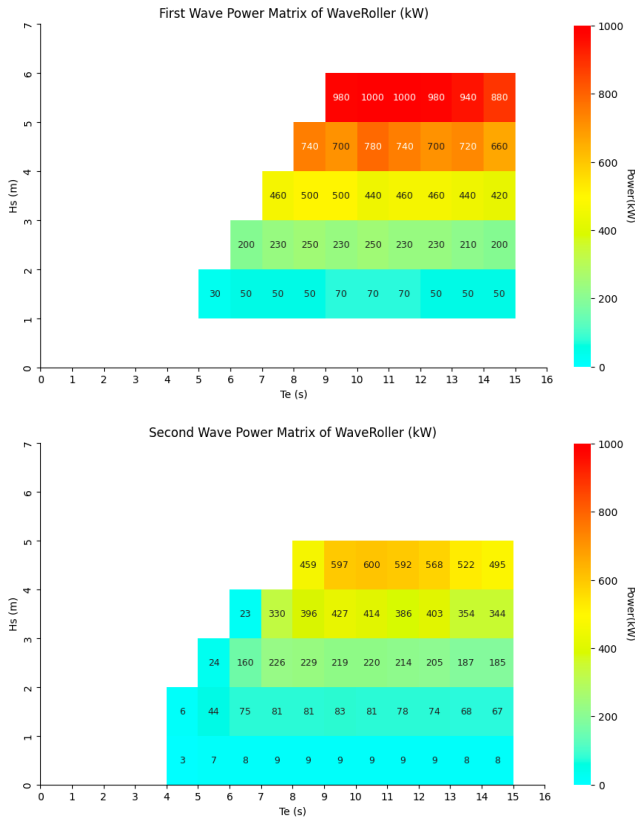 First Wave Power Matrix of WaveRoller (kW)
7
6
5
4
3
2
1
0
Hs (m)
980 1000 1000 980 940 880
740 700 780 740 700 720 660
460 500 500 440 460 460 440 420
200 230 250 230 250 230 230 210 200
30 50 50 50 70 70 70 50 50 50
0 1 2 3 4 5 6 7 8 9 10 11 12 13 14 15 16
Te (s)
1000
800
600
400
200
0
Power(kW)
Second Wave Power Matrix of WaveRoller (kW)
7
6
5
4
3
2
1
0
Hs (m)
459 597 600 592 568 522 495
23 330 396 427 414 386 403 354 344
24 160 226 229 219 220 214 205 187 185
6 44 75 81 81 83 81 78 74 68 67
3 7 8 9 9 9 9 9 9 8 8
0 1 2 3 4 5 6 7 8 9 10 11 12 13 14 15 16
Te (s)
1000
800
600
400
200
0
Power(kW)